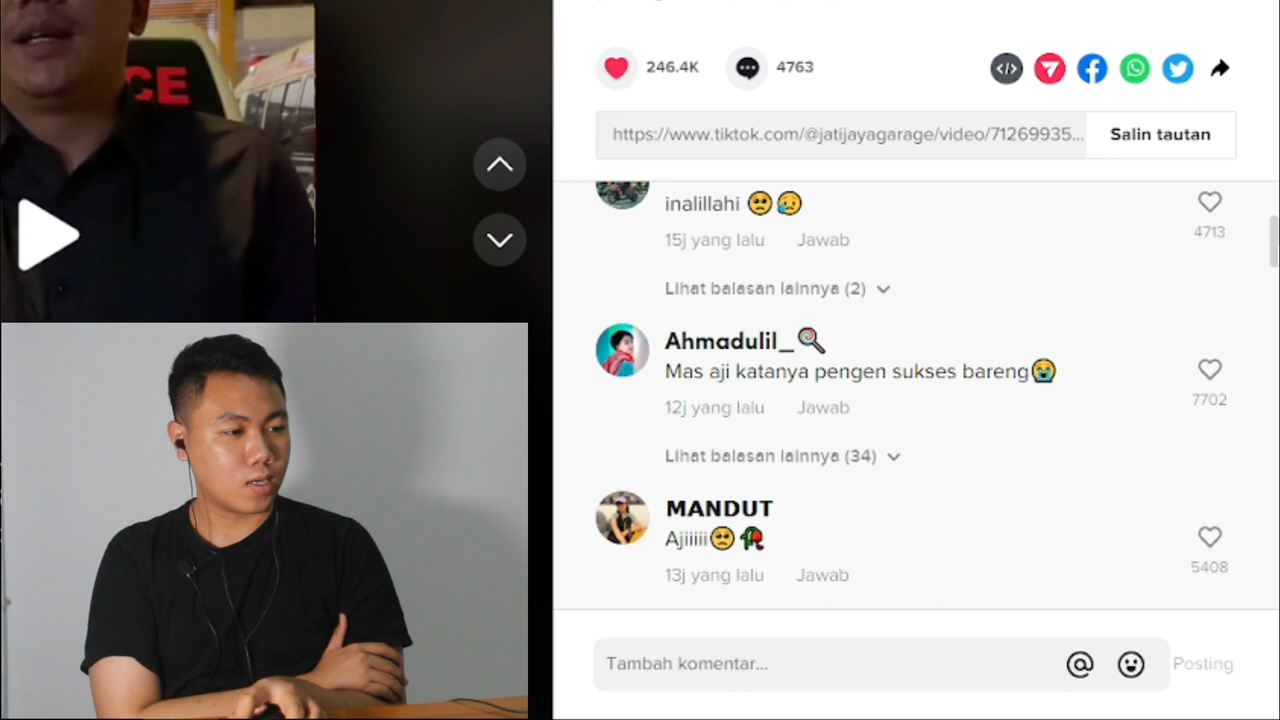 CE
246.4K
4763
https://www.tiktok.com/@jatijayagarage/video/71269935...
Salin tautan
inalillahi 🥺😥
15j yang lalu Jawab
4713
Lihat balasan lainnya (2)
Ahmadulil_🍭
Mas aji katanya pengen sukses bareng😭
12j yang lalu Jawab
7702
Lihat balasan lainnya (34)
MANDUT
Ajiiiii🥺🥀
13j yang lalu Jawab
5408
Tambah komentar...
Posting